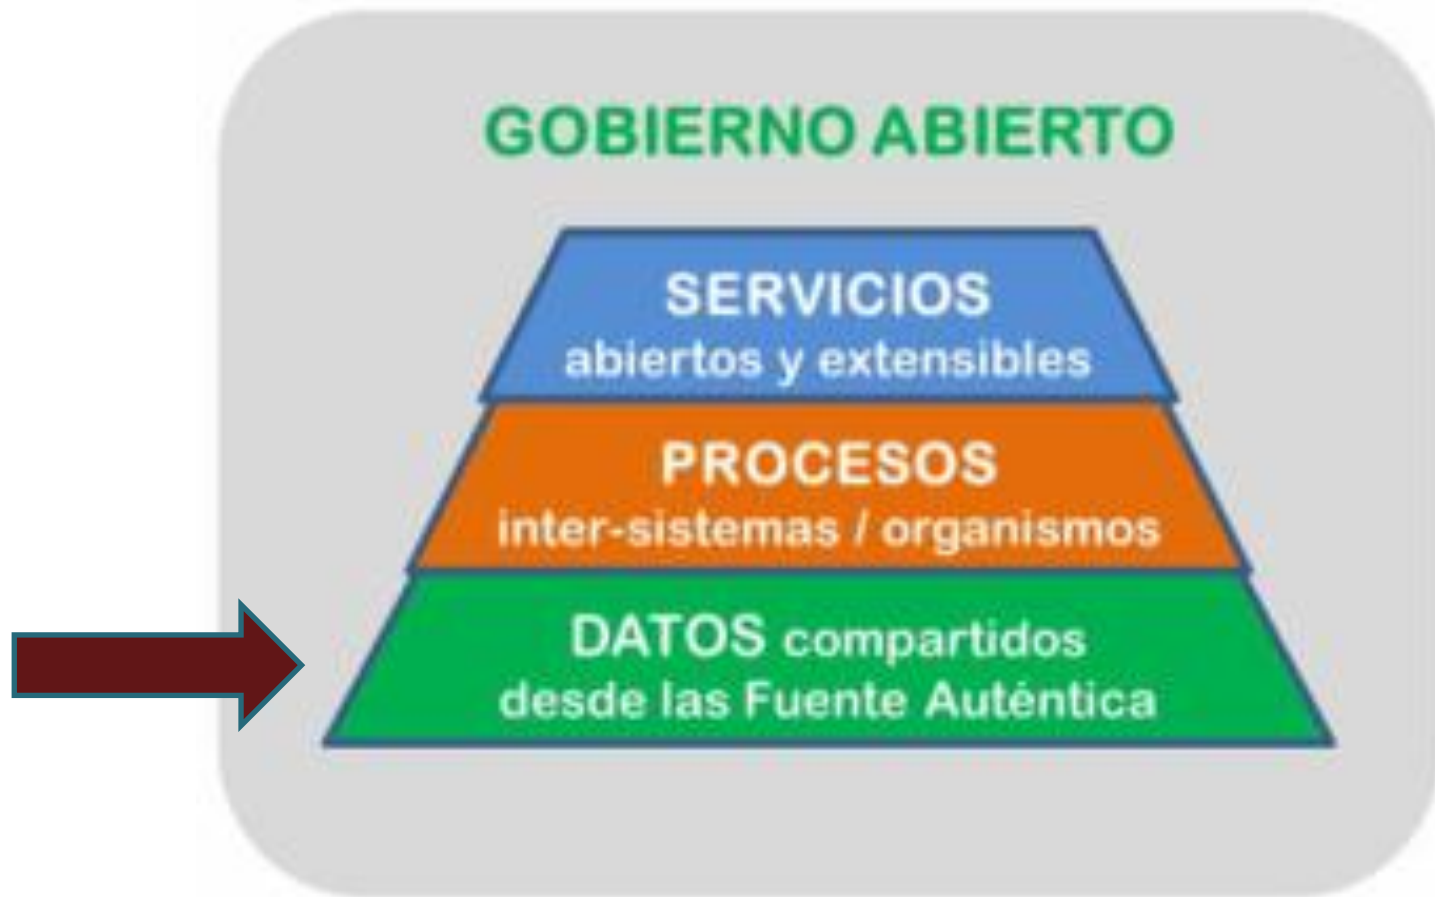 GOBIERNO ABIERTO
SERVICIOS
abiertos y extensibles
PROCESOS
inter-sistemas / organismos
DATOS compartidos
desde las Fuente Auténtica